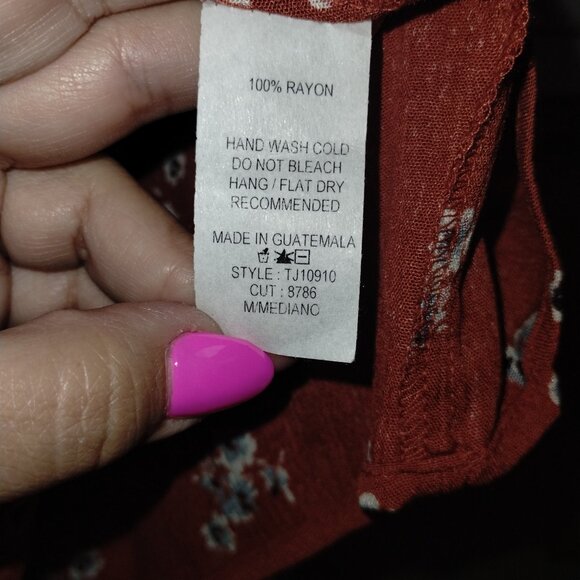 100% RAYON
HAND WASH COLD
DO NOT BLEACH
HANG / FLAT DRY
RECOMMENDED
MADE IN GUATEMALA
STYLE : TJ10910
CUT : 8786
M/MEDIANO